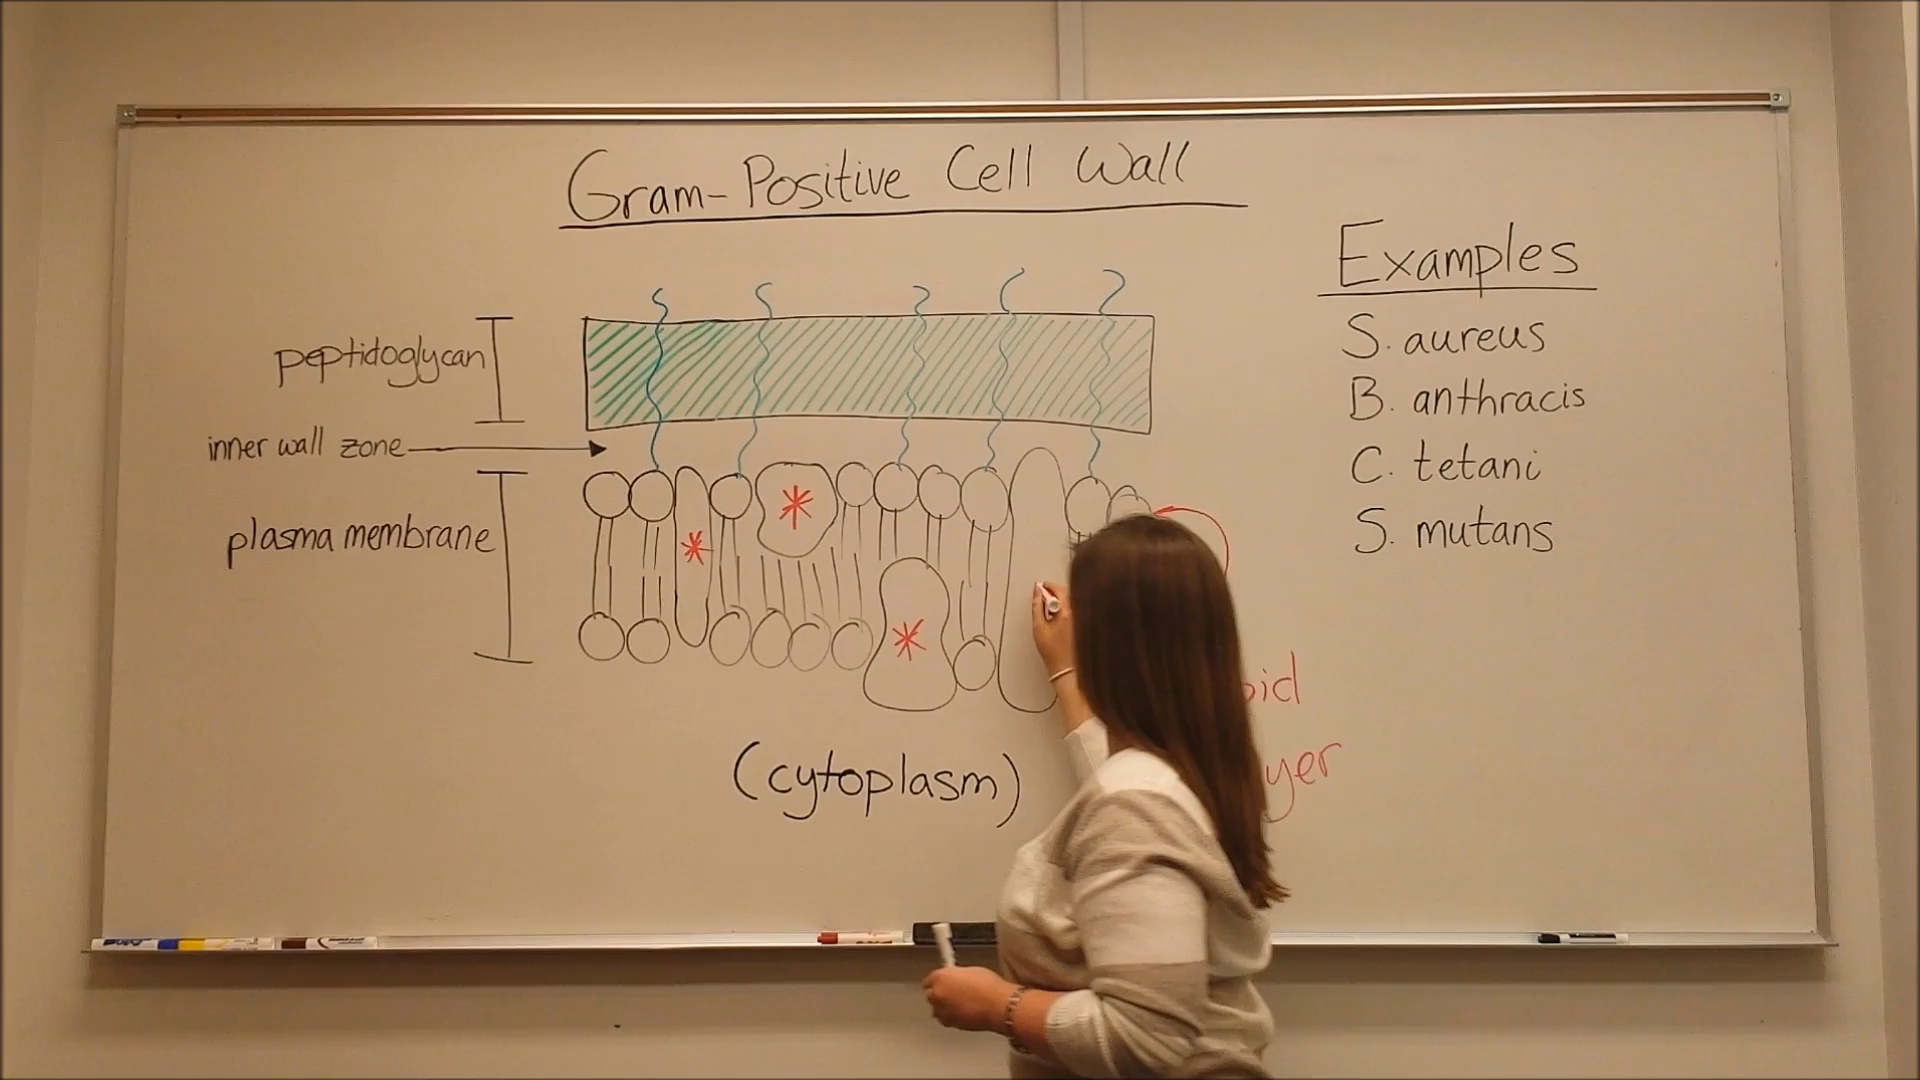 Gram-Positive Cell Wall
Examples
S. aureus
B. anthracis
C. tetani
S. mutans
peptidoglycan
inner wall zone
plasma membrane
(cytoplasm)